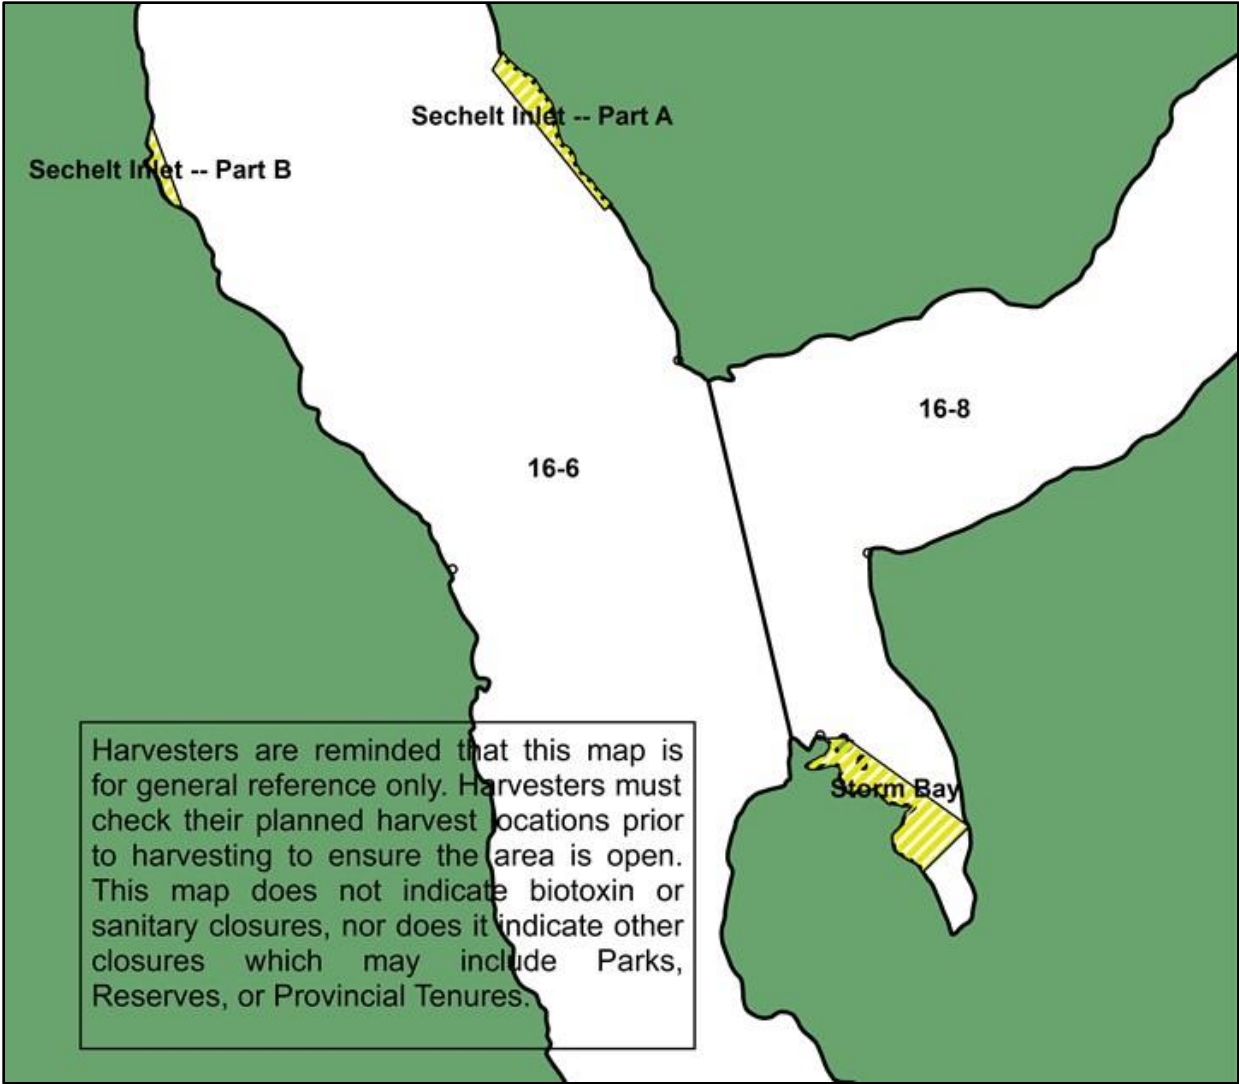 Sechelt Inlet -- Part A
Sechelt Inlet -- Part B
16-8
16-6
Harvesters are reminded that this map is
for general reference only. Harvesters must
check their planned harvest locations prior
to harvesting to ensure the area is open.
This map does not indicate biotoxin or
sanitary closures, nor does it indicate other
closures which may include Parks,
Reserves, or Provincial Tenures.
Storm Bay